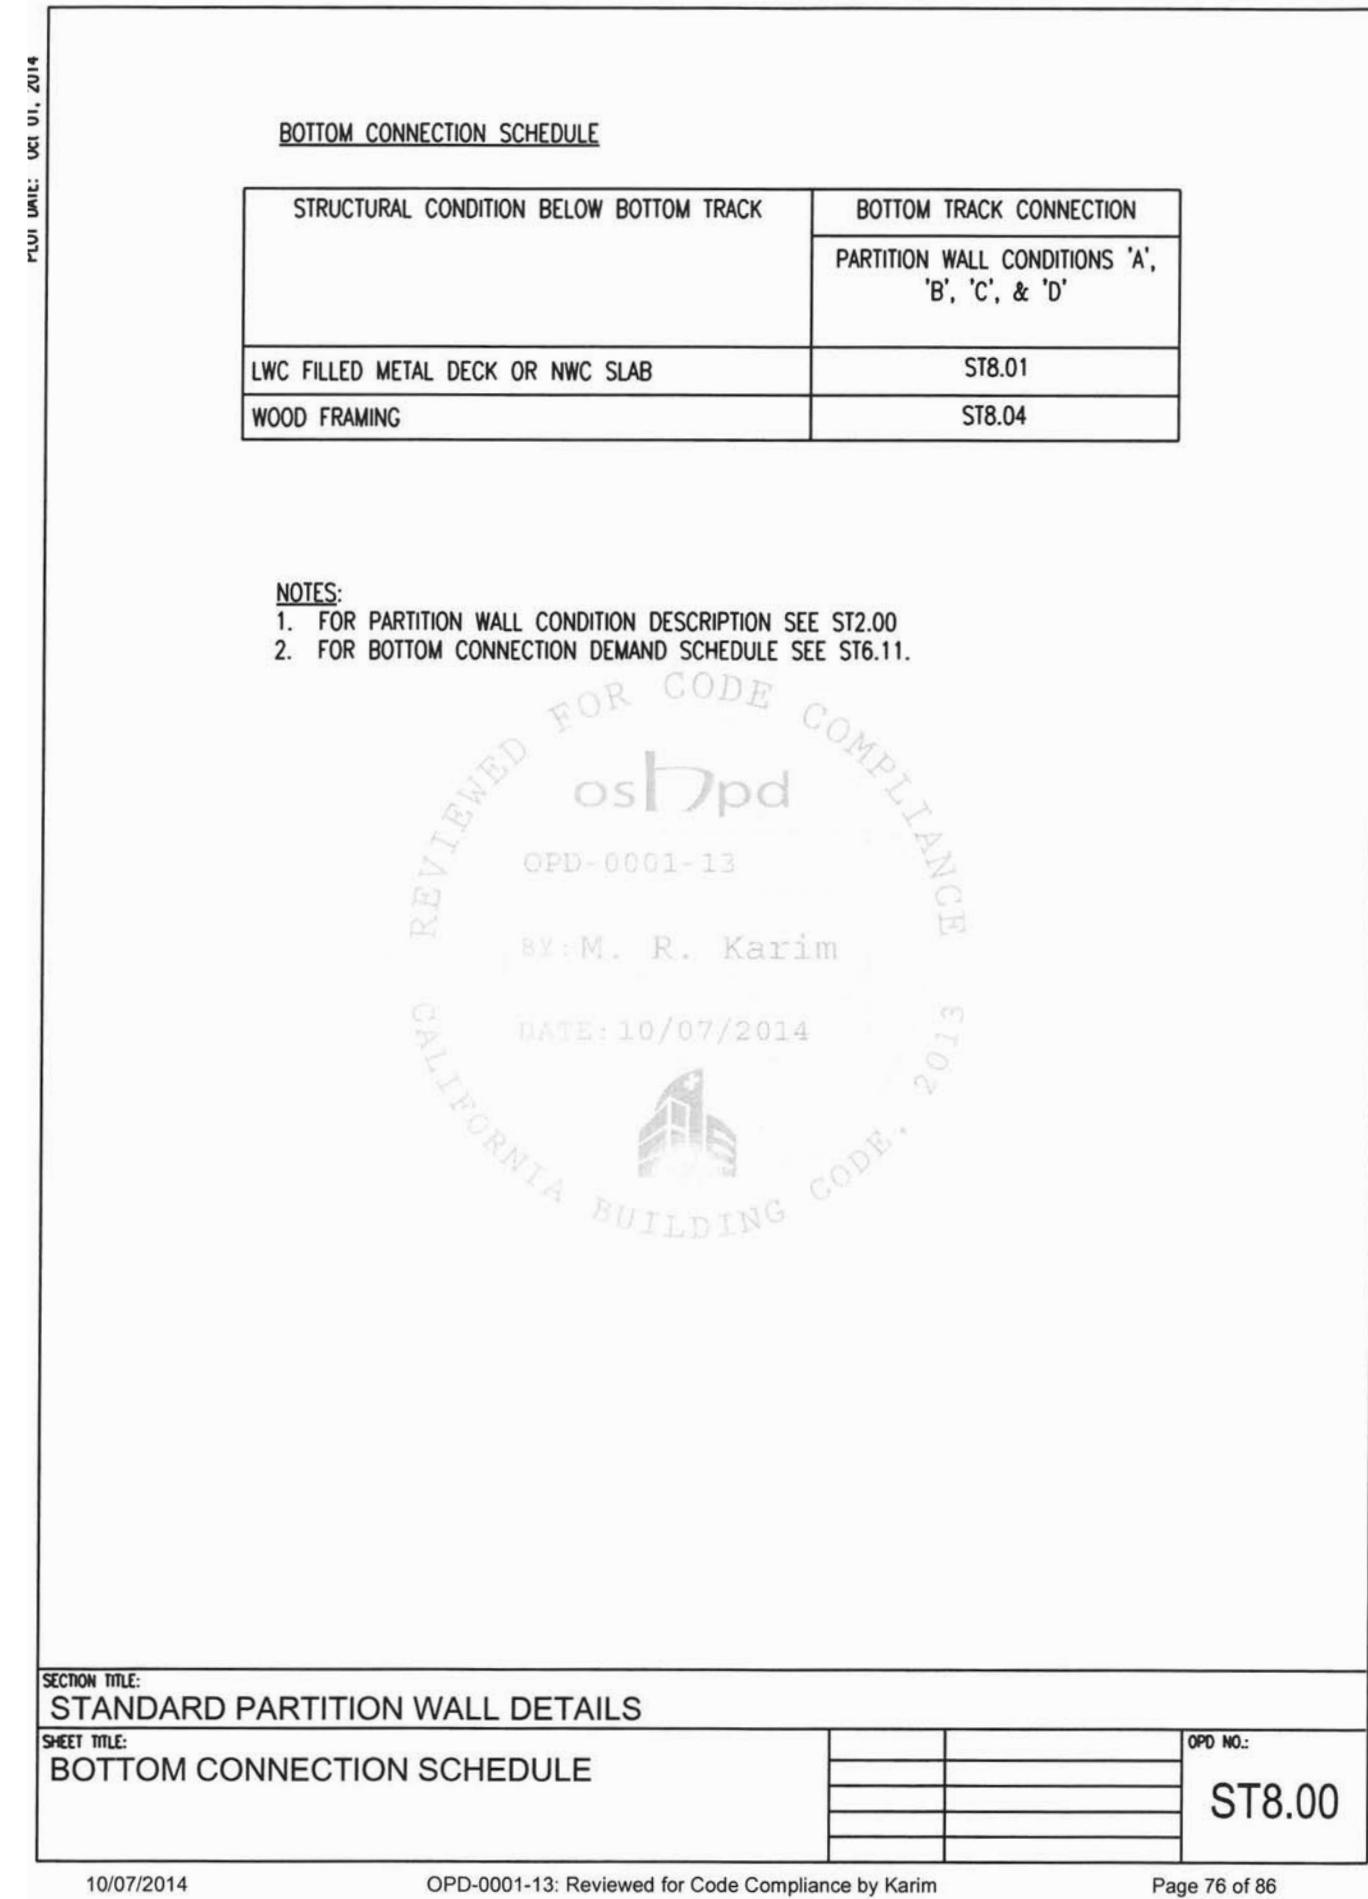 PLOT DATE: Oct 01, 2014
BOTTOM CONNECTION SCHEDULE
STRUCTURAL CONDITION BELOW BOTTOM TRACK
BOTTOM TRACK CONNECTION
PARTITION WALL CONDITIONS 'A',
'B', 'C', & 'D'
LWC FILLED METAL DECK OR NWC SLAB
ST8.01
WOOD FRAMING
ST8.04
NOTES:
1. FOR PARTITION WALL CONDITION DESCRIPTION SEE ST2.00
2. FOR BOTTOM CONNECTION DEMAND SCHEDULE SEE ST6.11.
REVIEWED FOR CODE COMPLIANCE
oshpd
OPD-0001-13
BY: M. R. Karim
DATE: 10/07/2014
CALIFORNIA BUILDING CODE, 2013
SECTION TITLE:
STANDARD PARTITION WALL DETAILS
SHEET TITLE:
BOTTOM CONNECTION SCHEDULE
OPD NO.:
ST8.00
10/07/2014
OPD-0001-13: Reviewed for Code Compliance by Karim
Page 76 of 86